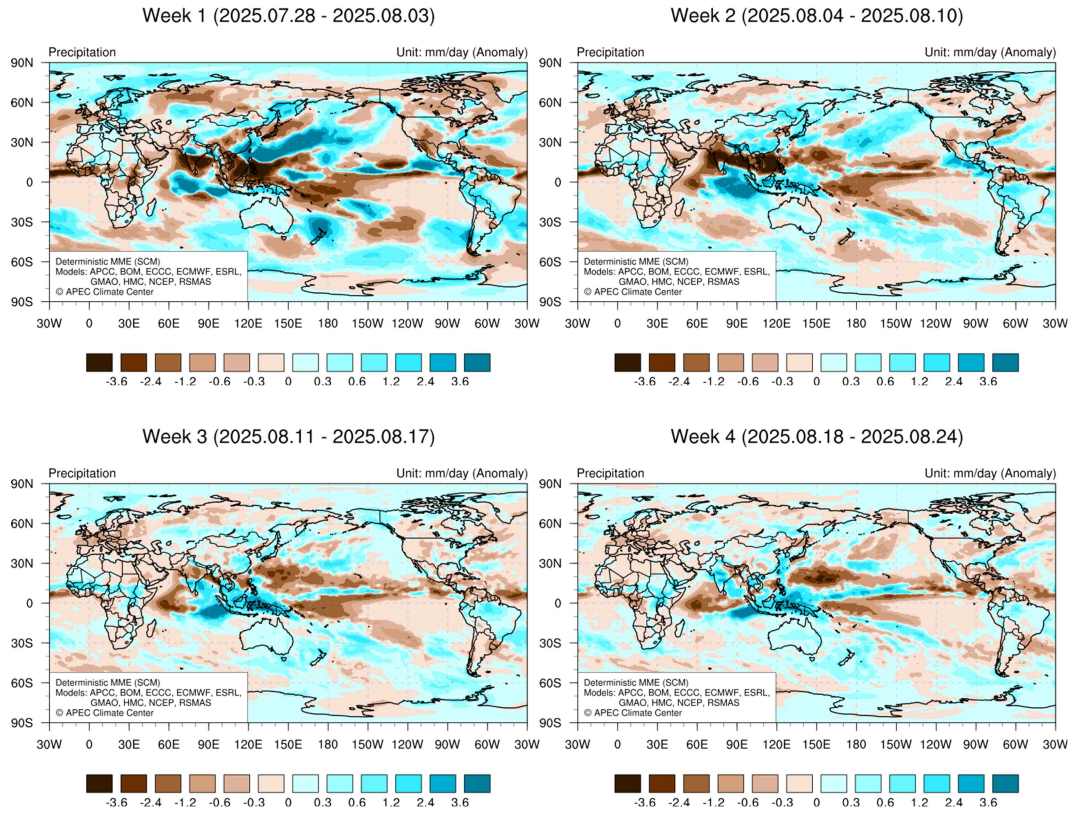 Week 1 (2025.07.28 - 2025.08.03)
Precipitation
Unit: mm/day (Anomaly)
90N
60N
30N
0
30S
60S
90S
Deterministic MME (SCM)
Models: APCC, BOM, ECCC, ECMWF, ESRL,
GMAO, HMC, NCEP, RSMAS
© APEC Climate Center
30W 0 30E 60E 90E 120E 150E 180 150W 120W 90W 60W 30W
-3.6 -2.4 -1.2 -0.6 -0.3 0 0.3 0.6 1.2 2.4 3.6
Week 2 (2025.08.04 - 2025.08.10)
Precipitation
Unit: mm/day (Anomaly)
90N
60N
30N
0
30S
60S
90S
Deterministic MME (SCM)
Models: APCC, BOM, ECCC, ECMWF, ESRL,
GMAO, HMC, NCEP, RSMAS
© APEC Climate Center
30W 0 30E 60E 90E 120E 150E 180 150W 120W 90W 60W 30W
-3.6 -2.4 -1.2 -0.6 -0.3 0 0.3 0.6 1.2 2.4 3.6
Week 3 (2025.08.11 - 2025.08.17)
Precipitation
Unit: mm/day (Anomaly)
90N
60N
30N
0
30S
60S
90S
Deterministic MME (SCM)
Models: APCC, BOM, ECCC, ECMWF, ESRL,
GMAO, HMC, NCEP, RSMAS
© APEC Climate Center
30W 0 30E 60E 90E 120E 150E 180 150W 120W 90W 60W 30W
-3.6 -2.4 -1.2 -0.6 -0.3 0 0.3 0.6 1.2 2.4 3.6
Week 4 (2025.08.18 - 2025.08.24)
Precipitation
Unit: mm/day (Anomaly)
90N
60N
30N
0
30S
60S
90S
Deterministic MME (SCM)
Models: APCC, BOM, ECCC, ECMWF, ESRL,
GMAO, HMC, NCEP, RSMAS
© APEC Climate Center
30W 0 30E 60E 90E 120E 150E 180 150W 120W 90W 60W 30W
-3.6 -2.4 -1.2 -0.6 -0.3 0 0.3 0.6 1.2 2.4 3.6